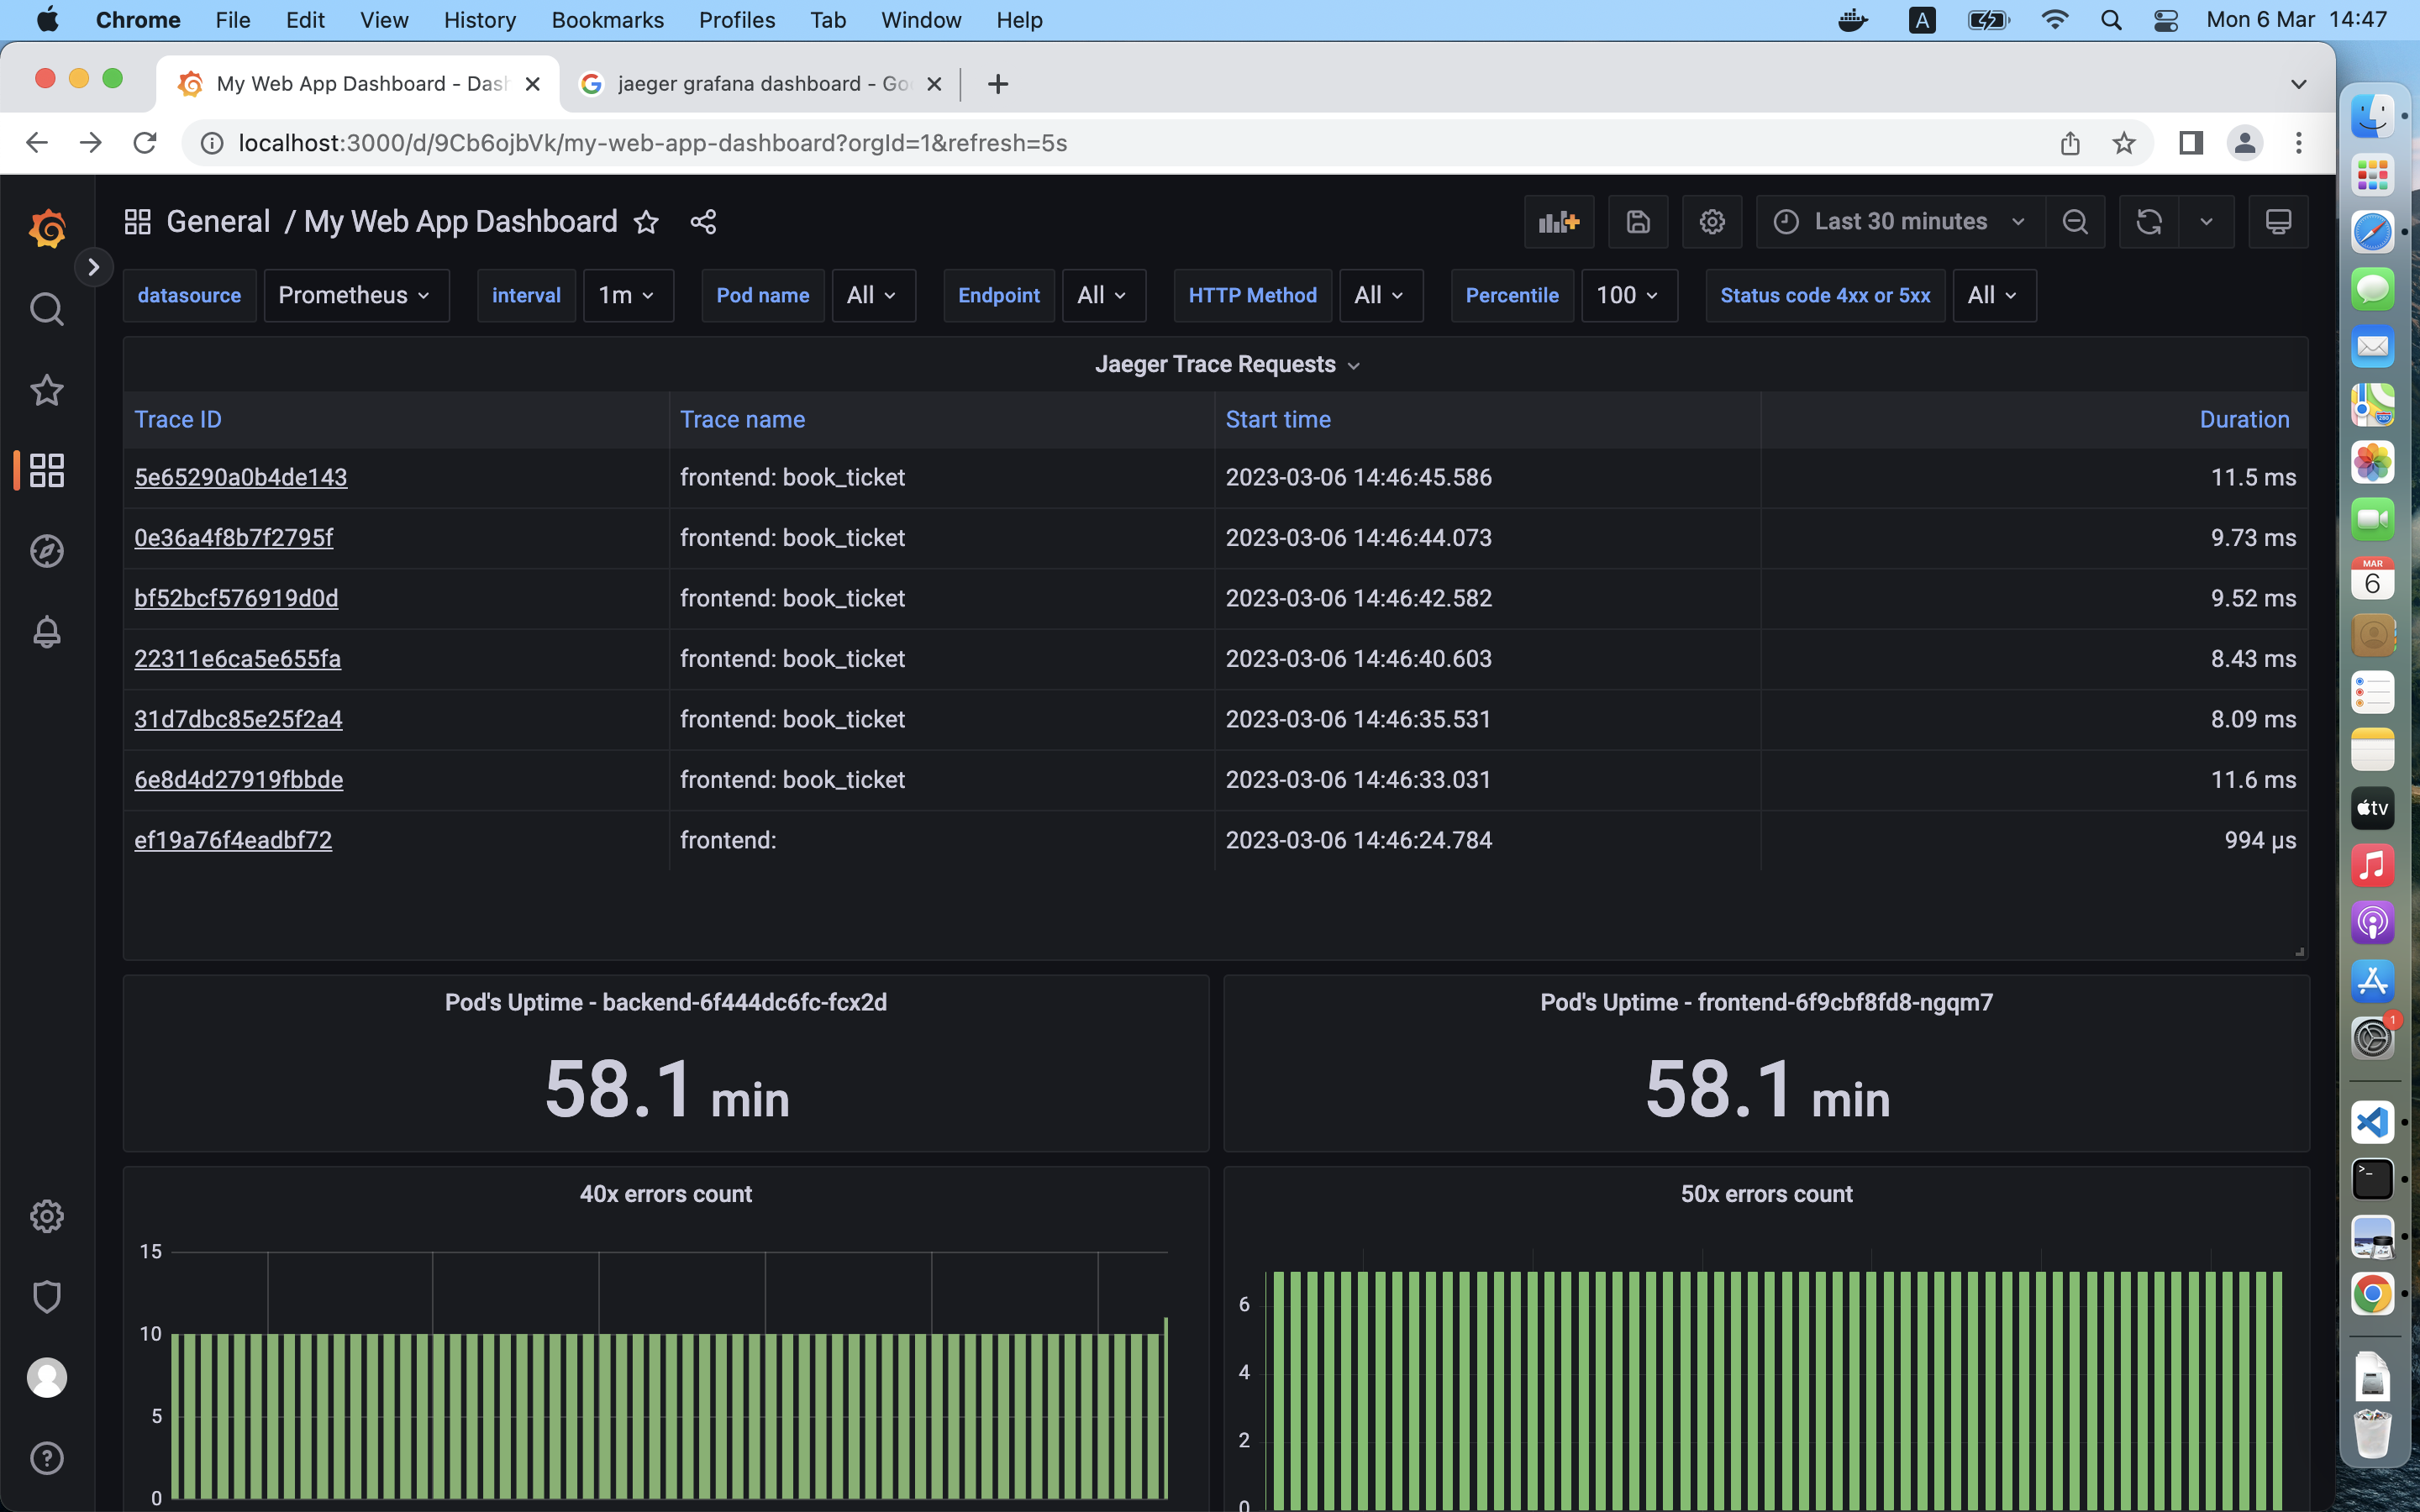 Chrome File Edit View History Bookmarks Profiles Tab Window Help A Mon 6 Mar 14:47
My Web App Dashboard - Dash jaeger grafana dashboard - Goo
localhost:3000/d/9Cb6ojbVk/my-web-app-dashboard?orgId=1&refresh=5s
General / My Web App Dashboard Last 30 minutes
datasource Prometheus interval 1m Pod name All Endpoint All HTTP Method All Percentile 100 Status code 4xx or 5xx All
Jaeger Trace Requests
Trace ID Trace name Start time Duration
5e65290a0b4de143 frontend: book_ticket 2023-03-06 14:46:45.586 11.5 ms
0e36a4f8b7f2795f frontend: book_ticket 2023-03-06 14:46:44.073 9.73 ms
bf52bcf576919d0d frontend: book_ticket 2023-03-06 14:46:42.582 9.52 ms
22311e6ca5e655fa frontend: book_ticket 2023-03-06 14:46:40.603 8.43 ms
31d7dbc85e25f2a4 frontend: book_ticket 2023-03-06 14:46:35.531 8.09 ms
6e8d4d27919fbbde frontend: book_ticket 2023-03-06 14:46:33.031 11.6 ms
ef19a76f4eadbf72 frontend: 2023-03-06 14:46:24.784 994 µs
Pod's Uptime - backend-6f444dc6fc-fcx2d
58.1 min
Pod's Uptime - frontend-6f9cbf8fd8-ngqm7
58.1 min
40x errors count
15
10
5
0
50x errors count
6
4
2
0
MAR
6
tv
1